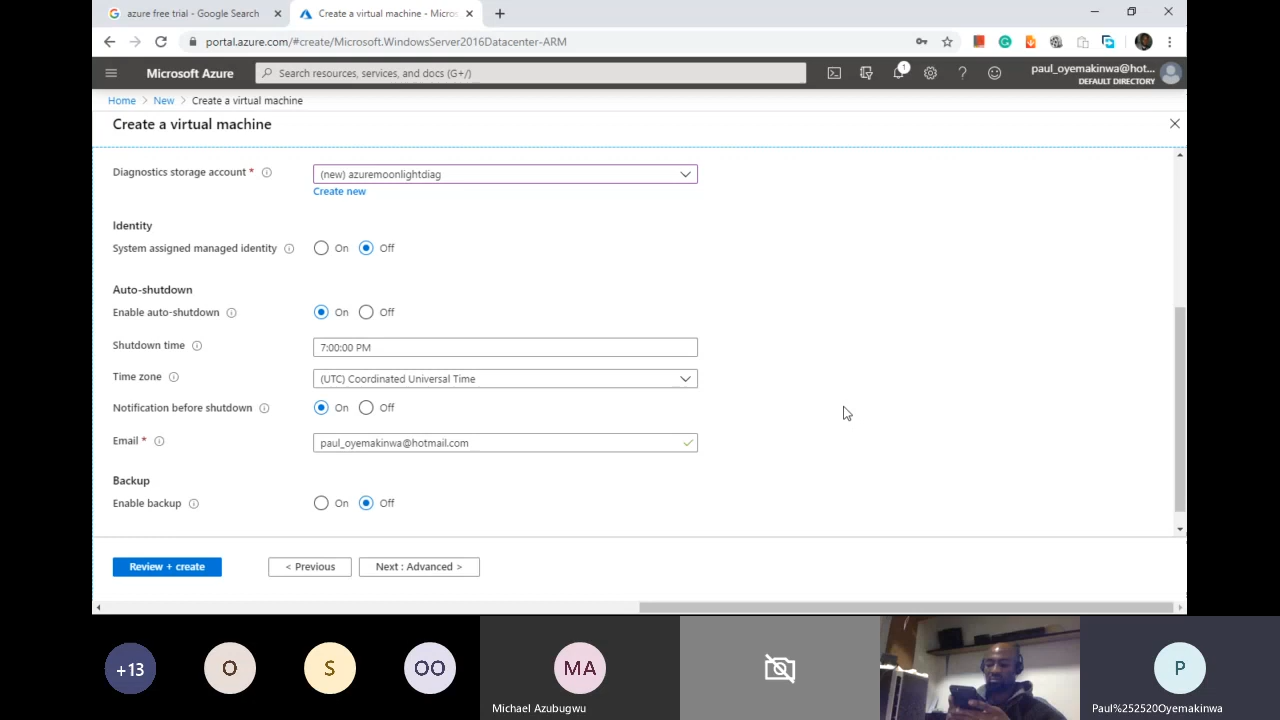 azure free trial - Google Search
Create a virtual machine - Micros
portal.azure.com/#create/Microsoft.WindowsServer2016Datacenter-ARM
Microsoft Azure
Search resources, services, and docs (G+/)
1
paul_oyemakinwa@hot...
DEFAULT DIRECTORY
Home > New > Create a virtual machine
Create a virtual machine
Diagnostics storage account *
(new) azuremoonlightdiag
Create new
Identity
System assigned managed identity
On Off
Auto-shutdown
Enable auto-shutdown
On Off
Shutdown time
7:00:00 PM
Time zone
(UTC) Coordinated Universal Time
Notification before shutdown
On Off
Email *
paul_oyemakinwa@hotmail.com
Backup
Enable backup
On Off
Review + create
< Previous
Next : Advanced >
+13
O
S
OO
MA
Michael Azubugwu
P
Paul%252520Oyemakinwa